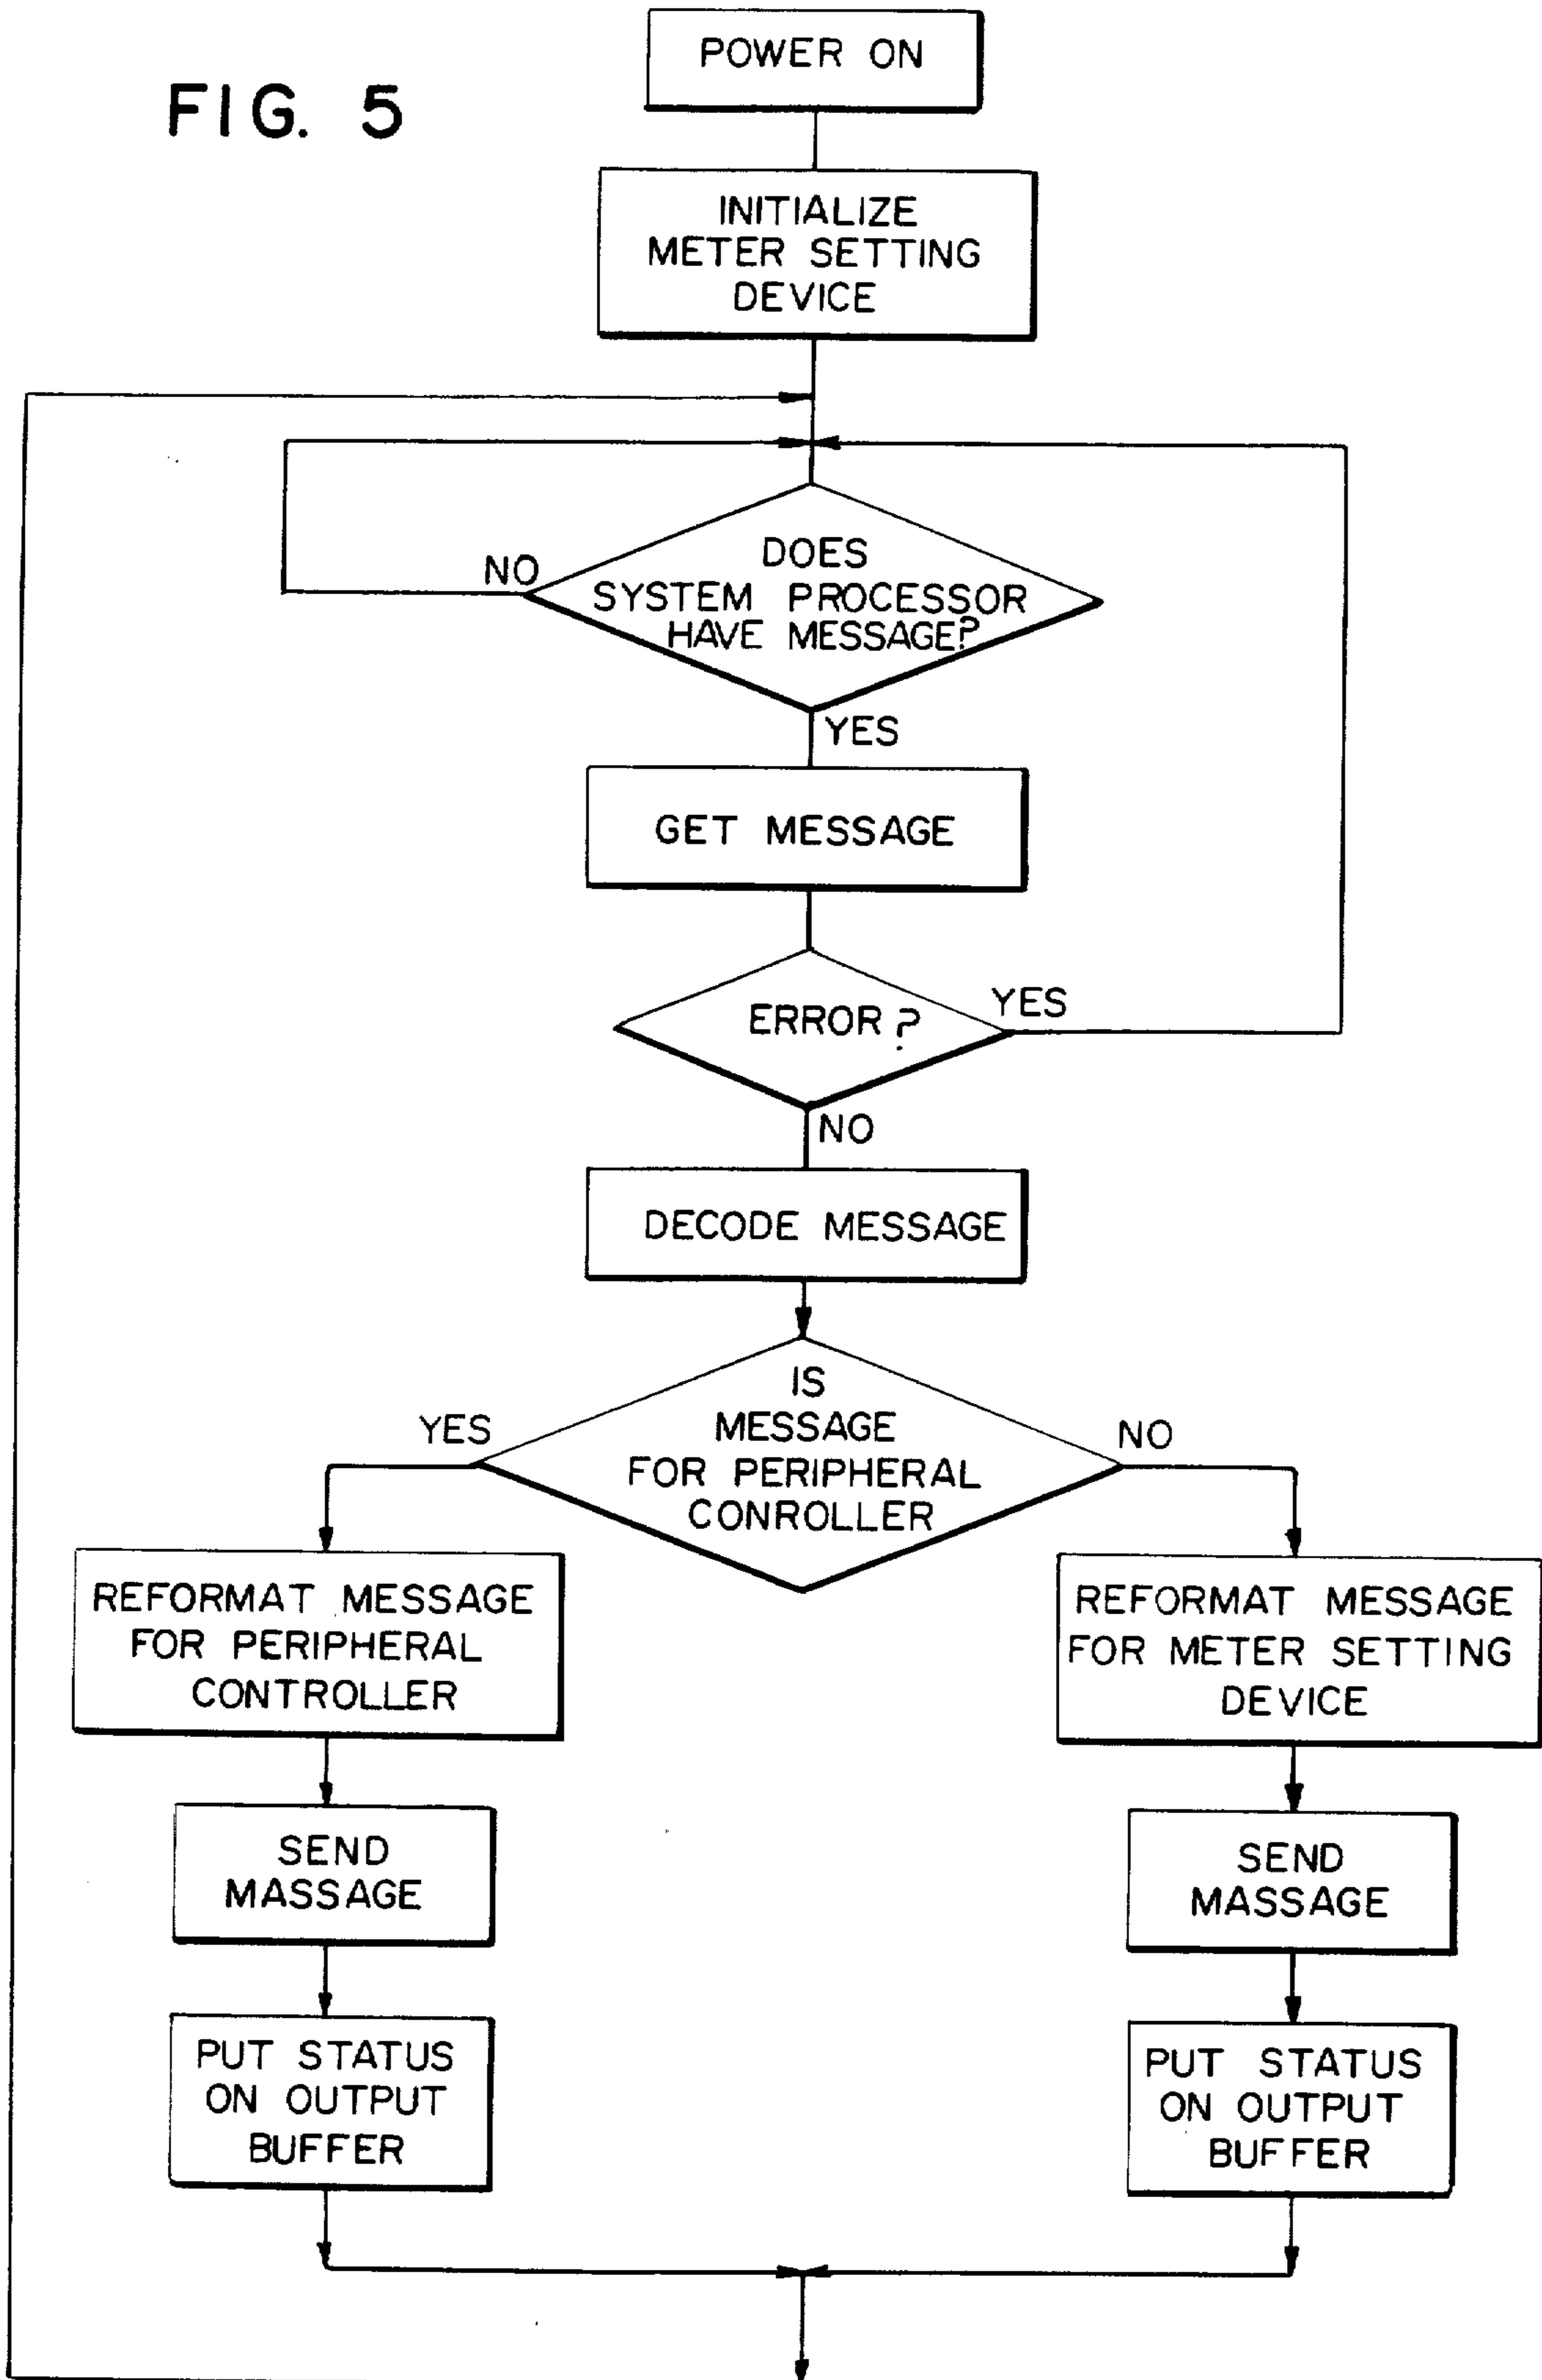 FIG. 5
POWER ON
INITIALIZE
METER SETTING
DEVICE
NO
DOES
SYSTEM PROCESSOR
HAVE MESSAGE?
YES
GET MESSAGE
ERROR?
YES
NO
DECODE MESSAGE
YES
IS
MESSAGE
FOR PERIPHERAL
CONROLLER
NO
REFORMAT MESSAGE
FOR PERIPHERAL
CONTROLLER
REFORMAT MESSAGE
FOR METER SETTING
DEVICE
SEND
MASSAGE
SEND
MASSAGE
PUT STATUS
ON OUTPUT
BUFFER
PUT STATUS
ON OUTPUT
BUFFER